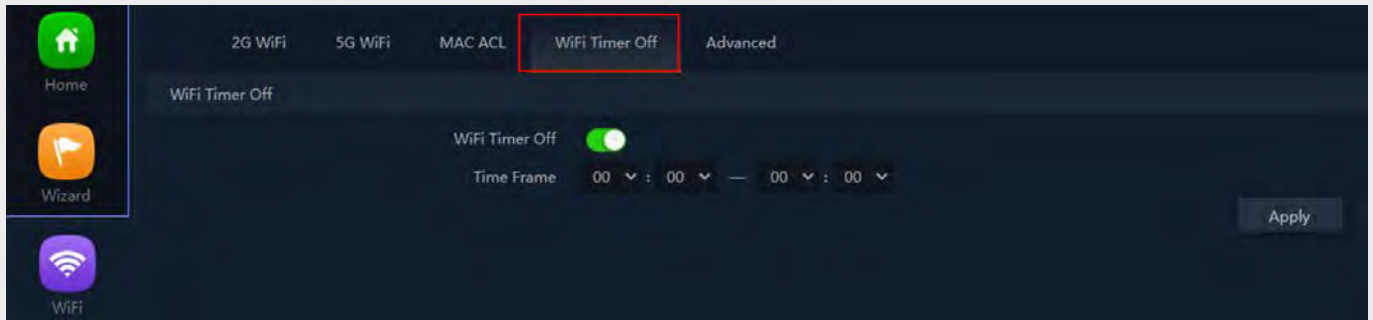 2G WiFi 5G WiFi MAC ACL WiFi Timer Off Advanced
Home
WiFi Timer Off
WiFi Timer Off
Time Frame 00 : 00 — 00 : 00
Wizard
Apply
WiFi